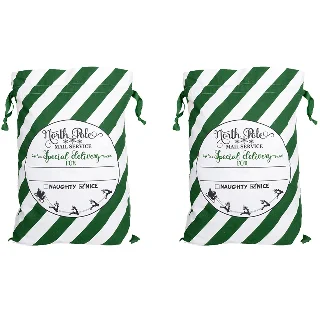 North Pole
MAIL SERVICE
Special delivery
FOR
NAUGHTY NICE
North Pole
MAIL SERVICE
Special delivery
FOR
NAUGHTY NICE